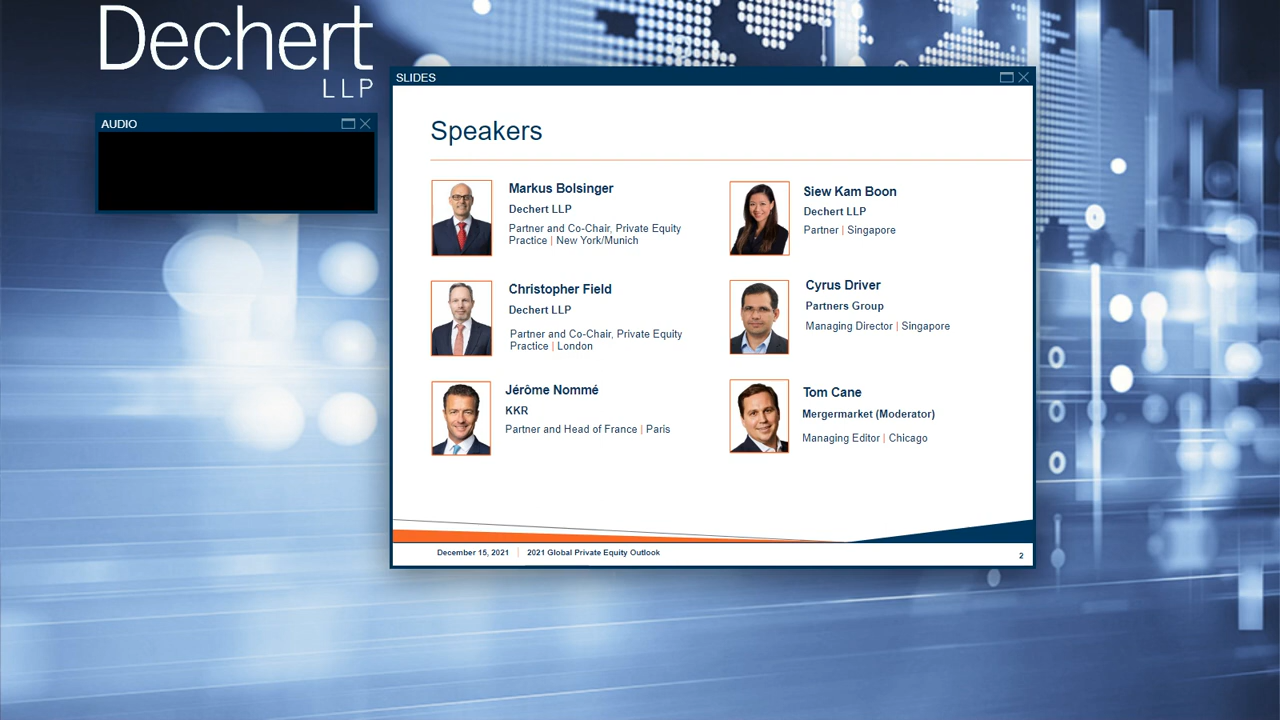 Dechert
LLP
AUDIO
SLIDES
Speakers
Markus Bolsinger
Dechert LLP
Partner and Co-Chair, Private Equity
Practice | New York/Munich
Siew Kam Boon
Dechert LLP
Partner | Singapore
Christopher Field
Dechert LLP
Partner and Co-Chair, Private Equity
Practice | London
Cyrus Driver
Partners Group
Managing Director | Singapore
Jérôme Nommé
KKR
Partner and Head of France | Paris
Tom Cane
Mergermarket (Moderator)
Managing Editor | Chicago
December 15, 2021 | 2021 Global Private Equity Outlook
2